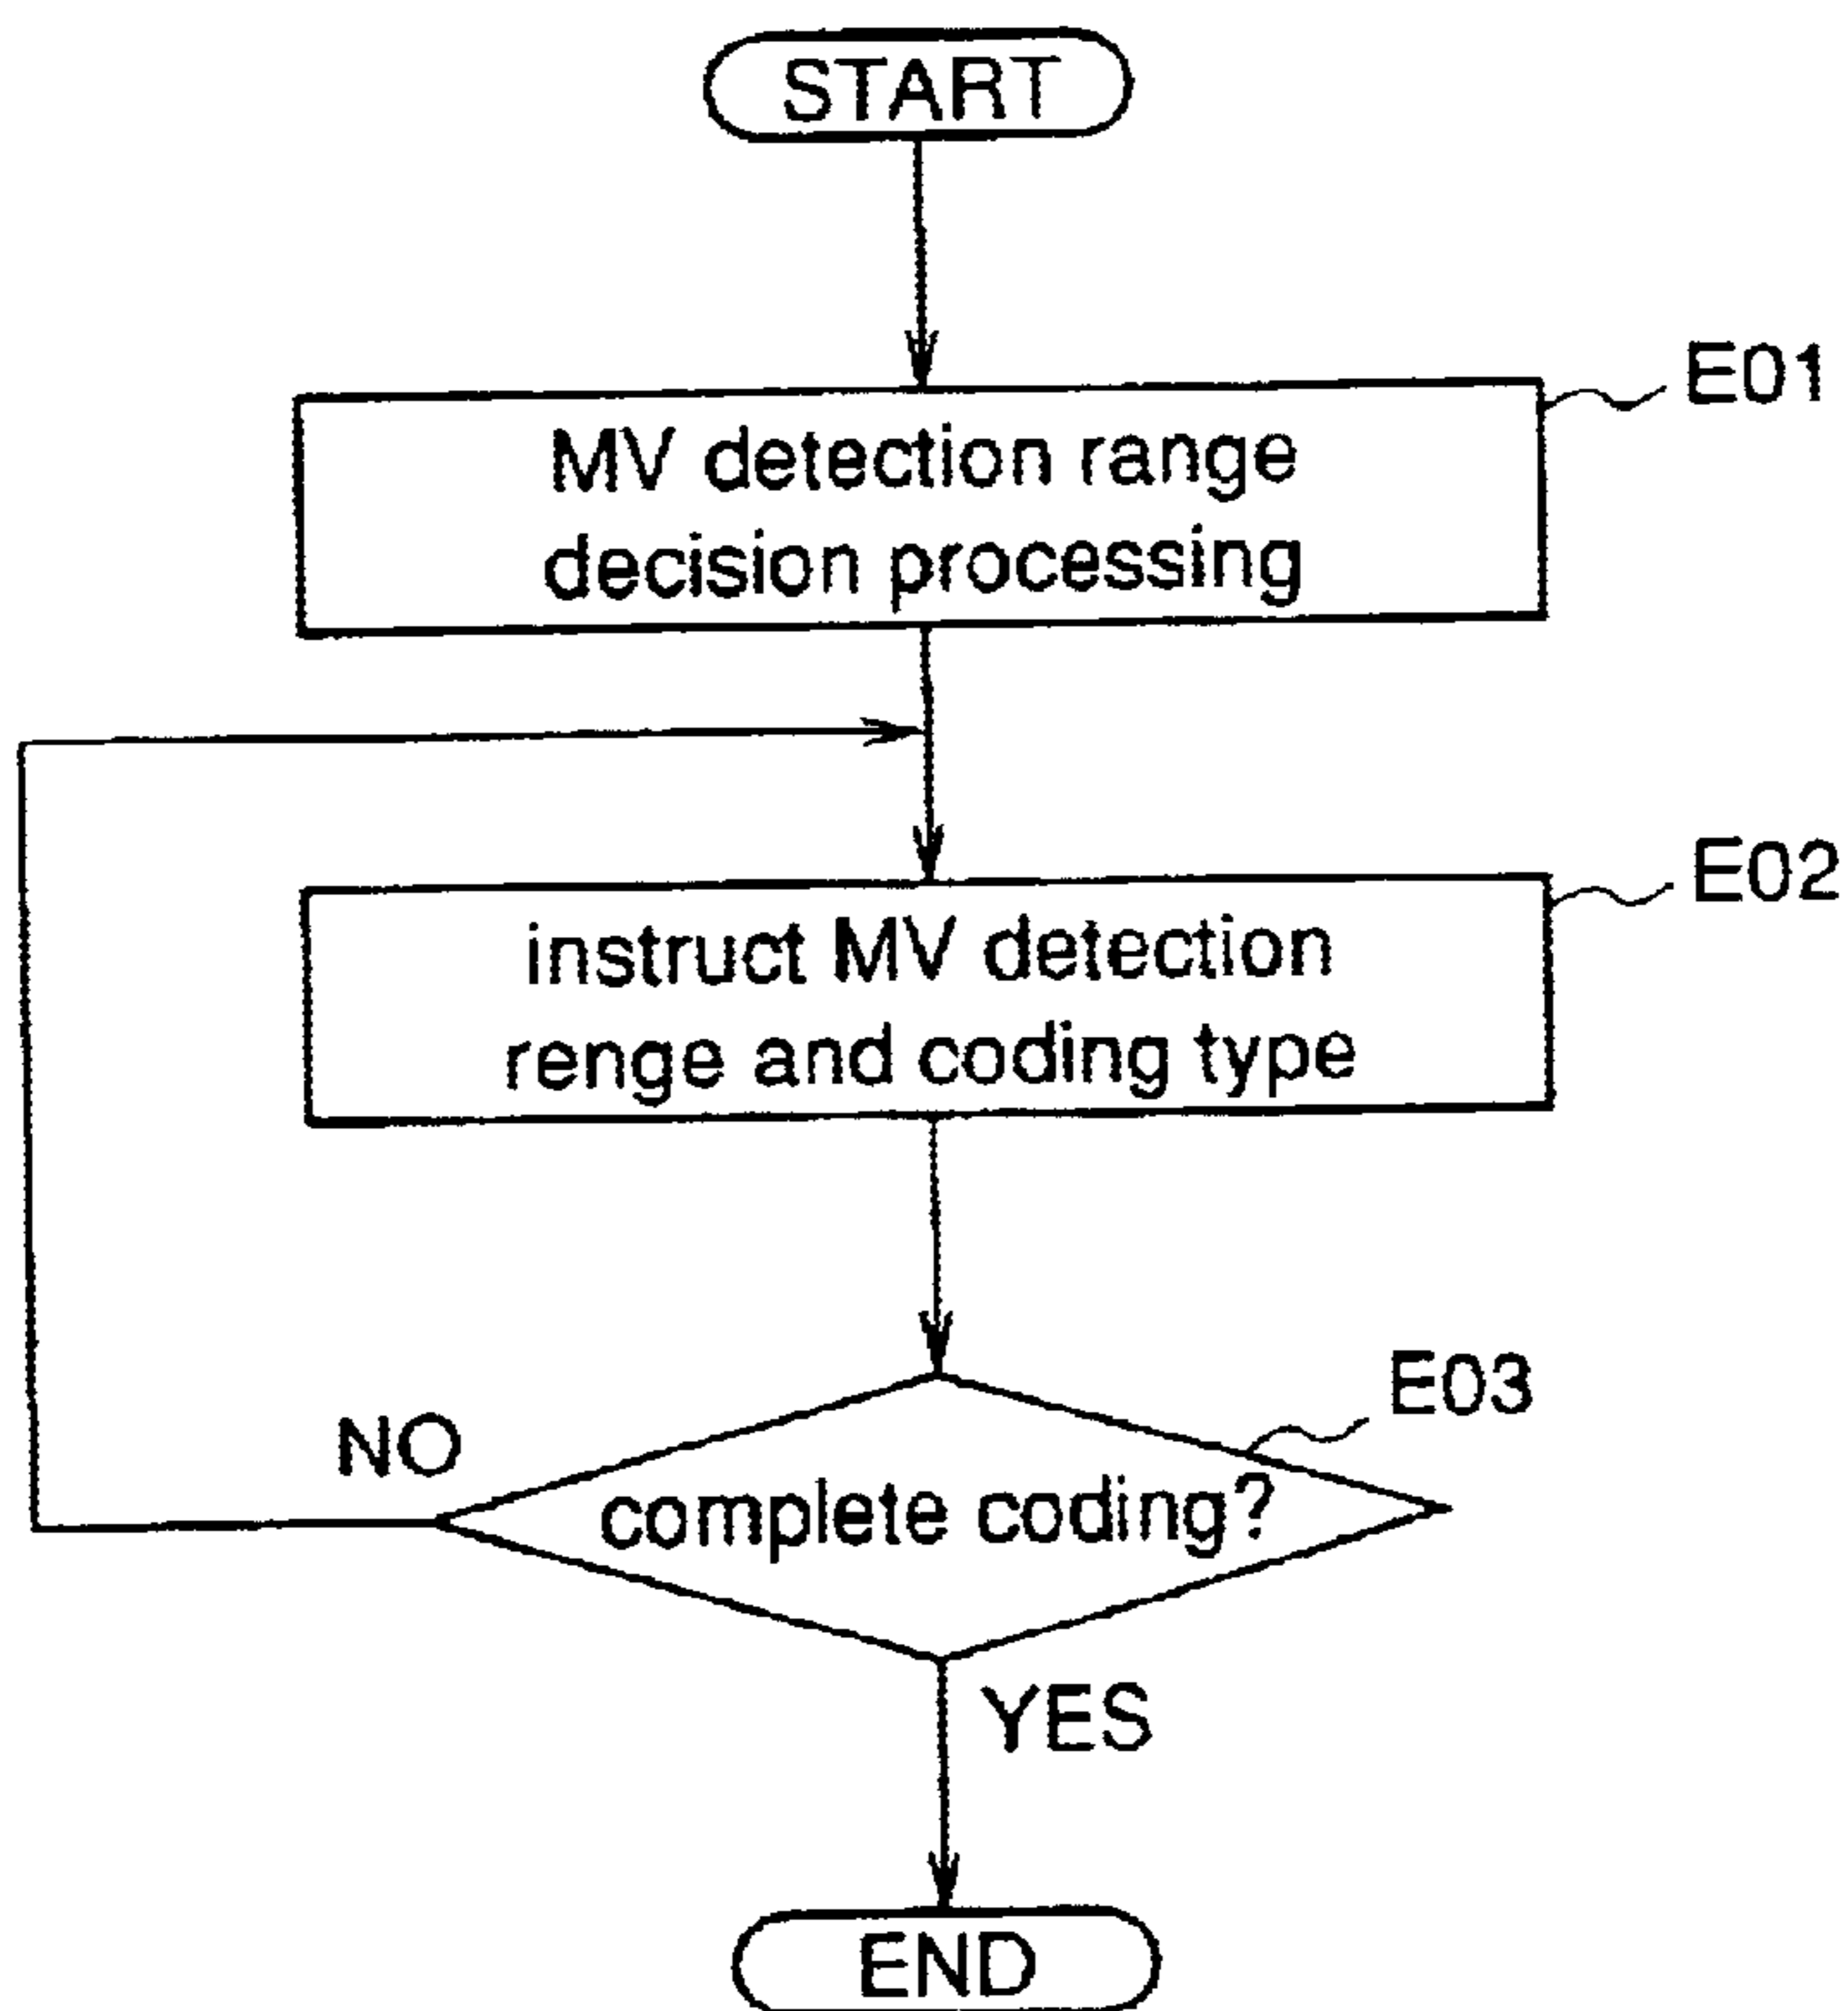 START
E01
MV detection range
decision processing
E02
instruct MV detection
renge and coding type
E03
NO
complete coding?
YES
END